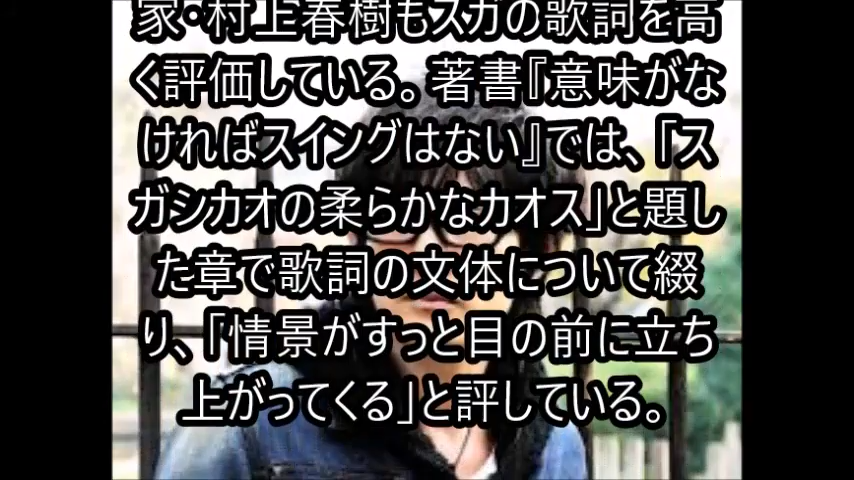 家・村上春樹もスガの歌詞を高
く評価している。著書『意味がな
ければスイングはない』では、「ス
ガシカオの柔らかなカオス」と題し
た章で歌詞の文体について綴
り、「情景がすっと目の前に立ち
上がってくる」と評している。